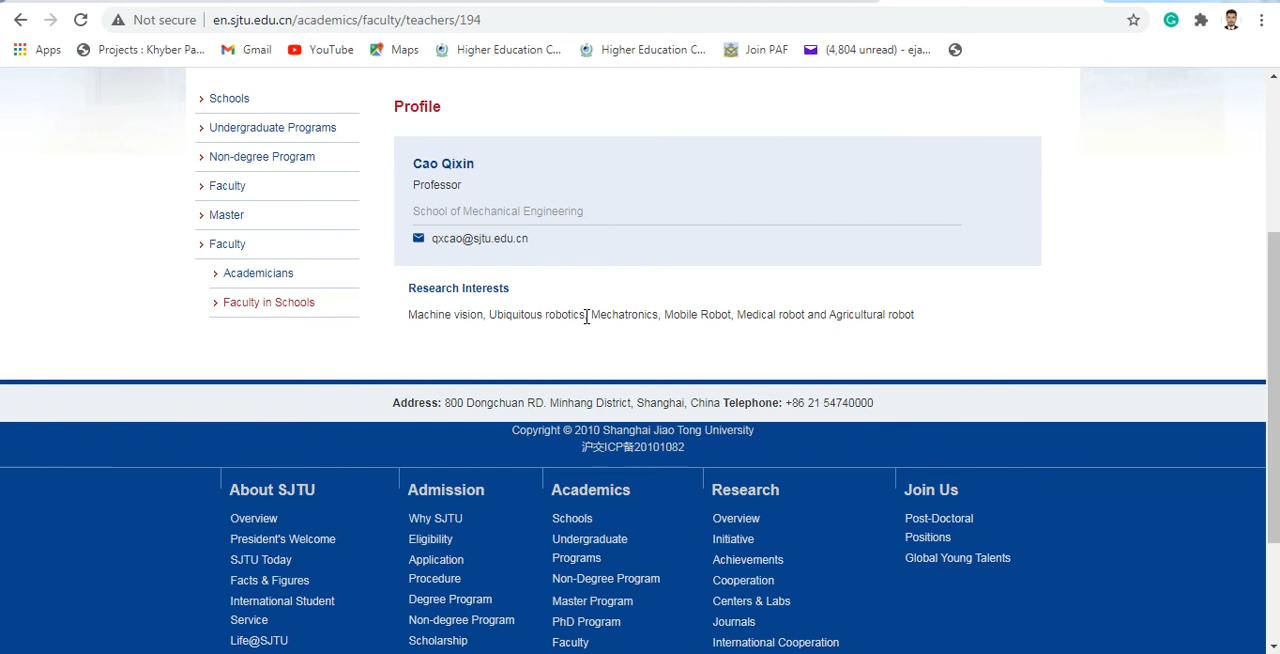 Not secure | en.sjtu.edu.cn/academics/faculty/teachers/194
Apps Projects : Khyber Pa... Gmail YouTube Maps Higher Education C... Higher Education C... Join PAF (4,804 unread) - eja...
Schools
Undergraduate Programs
Non-degree Program
Faculty
Master
Faculty
Academicians
Faculty in Schools
Profile
Cao Qixin
Professor
School of Mechanical Engineering
qxcao@sjtu.edu.cn
Research Interests
Machine vision, Ubiquitous robotics, Mechatronics, Mobile Robot, Medical robot and Agricultural robot
Address: 800 Dongchuan RD. Minhang District, Shanghai, China Telephone: +86 21 54740000
Copyright © 2010 Shanghai Jiao Tong University
沪交ICP备20101082
About SJTU
Overview
President's Welcome
SJTU Today
Facts & Figures
International Student
Service
Life@SJTU
Admission
Why SJTU
Eligibility
Application
Procedure
Degree Program
Non-degree Program
Scholarship
Academics
Schools
Undergraduate
Programs
Non-Degree Program
Master Program
PhD Program
Faculty
Research
Overview
Initiative
Achievements
Cooperation
Centers & Labs
Journals
International Cooperation
Join Us
Post-Doctoral
Positions
Global Young Talents